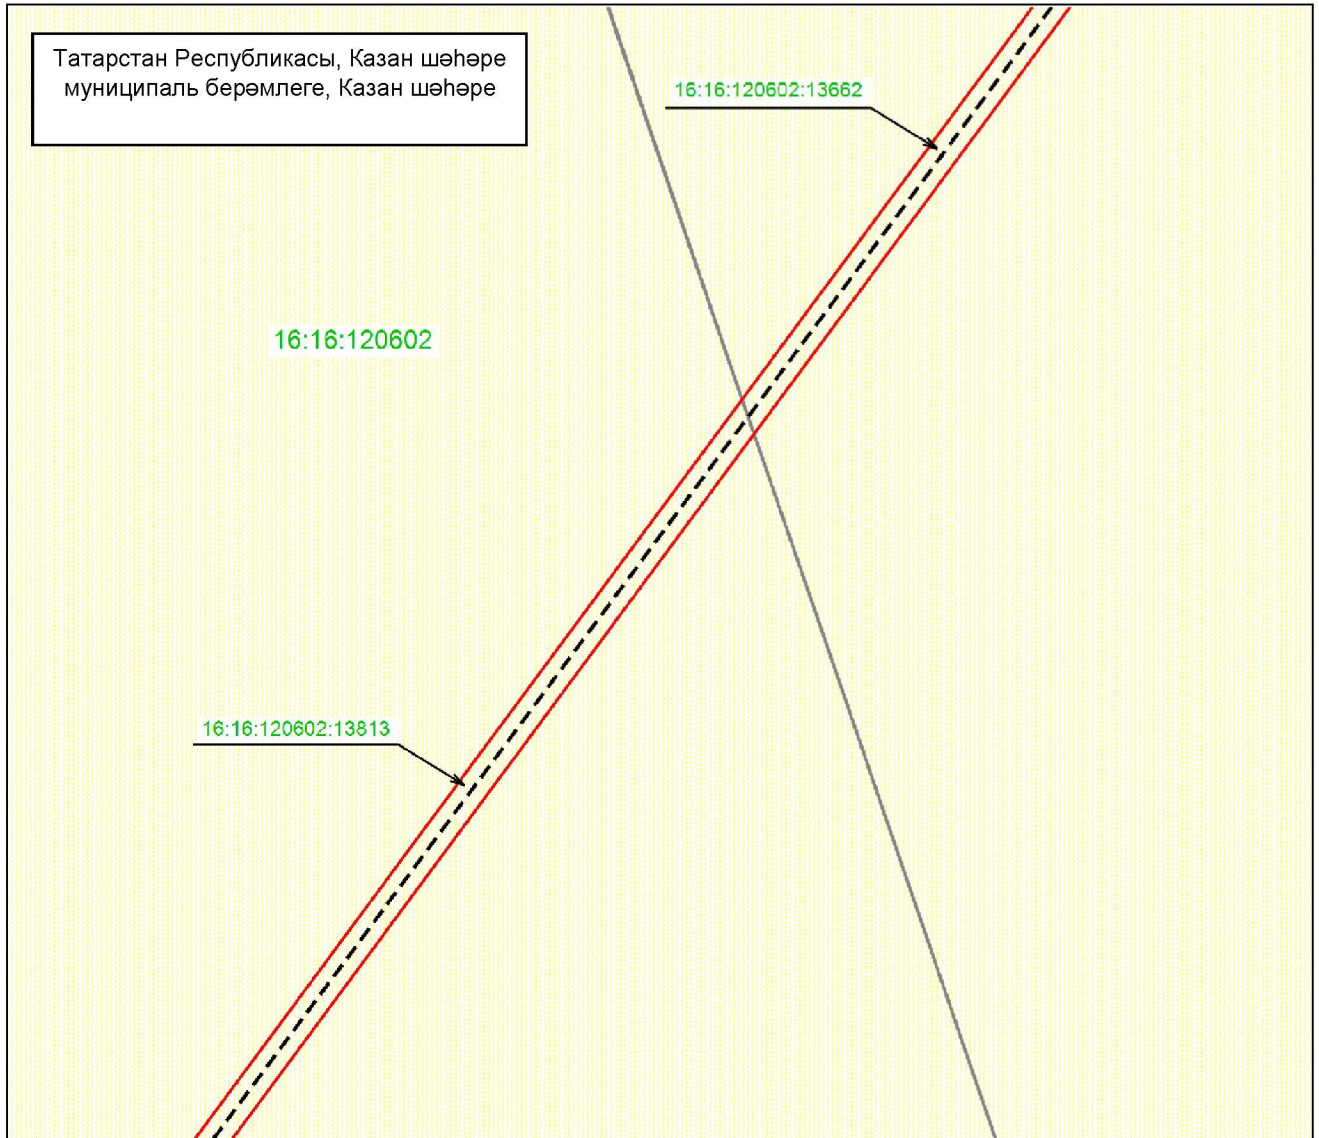 Татарстан Республикасы, Казан шәһәре
муниципаль берәмлеге, Казан шәһәре
16:16:120602:13662
16:16:120602
16:16:120602:13813